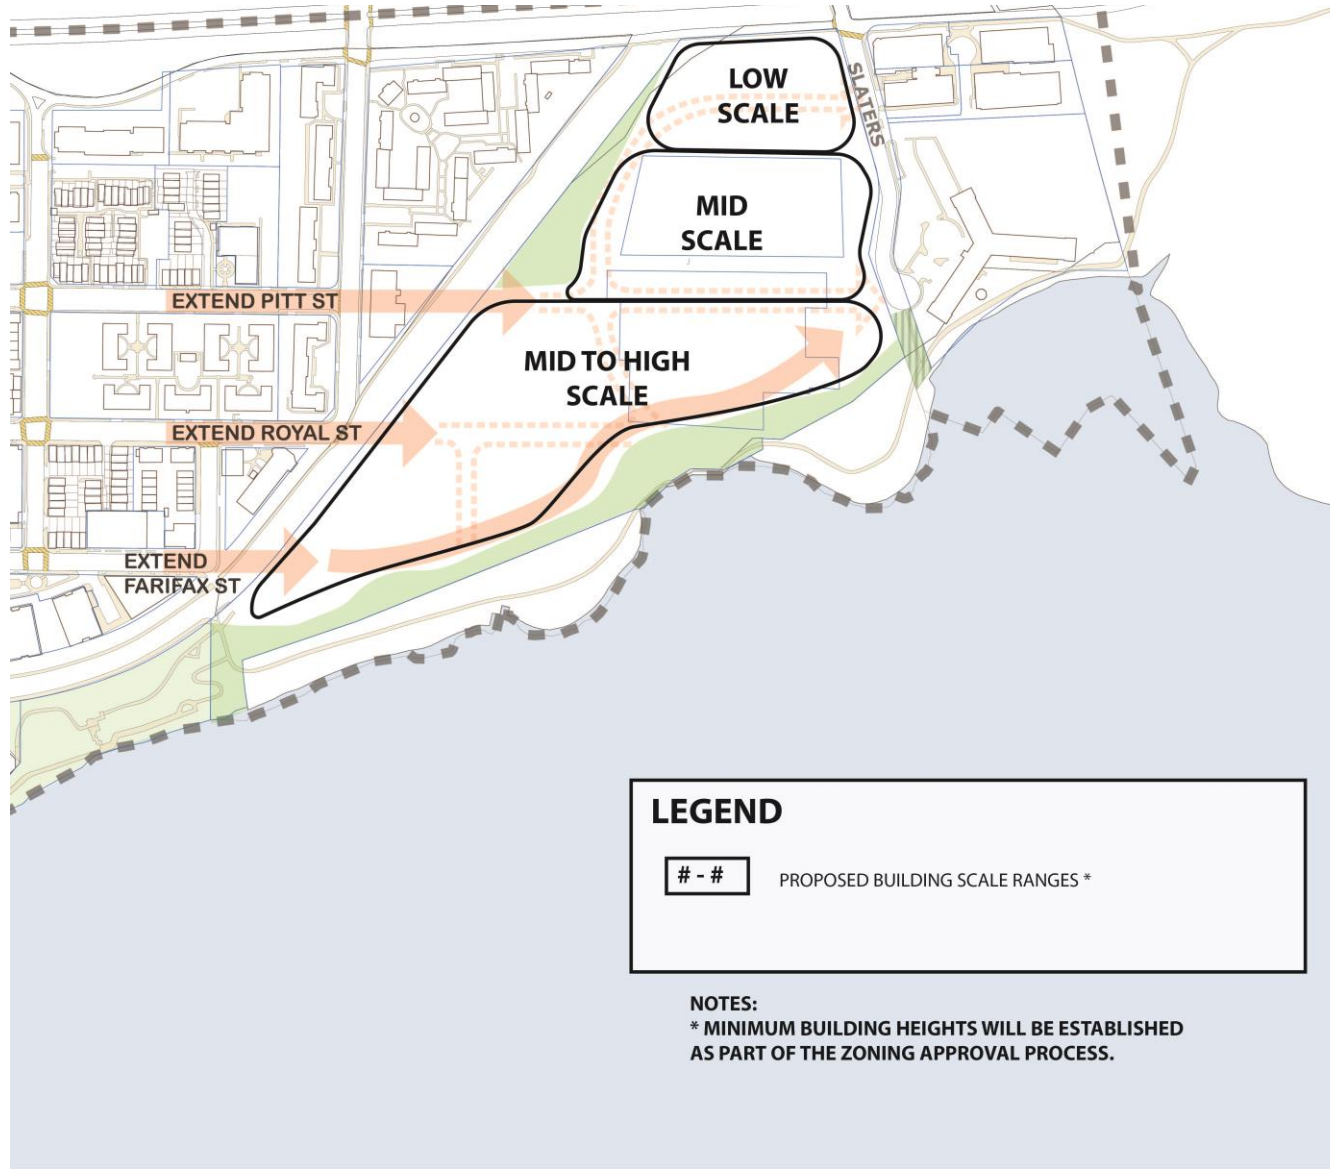 LOW
SCALE
SLATERS
MID
SCALE
EXTEND PITT ST
MID TO HIGH
SCALE
EXTEND ROYAL ST
EXTEND
FARIFAX ST
LEGEND
# - #
PROPOSED BUILDING SCALE RANGES *
NOTES:
* MINIMUM BUILDING HEIGHTS WILL BE ESTABLISHED
AS PART OF THE ZONING APPROVAL PROCESS.